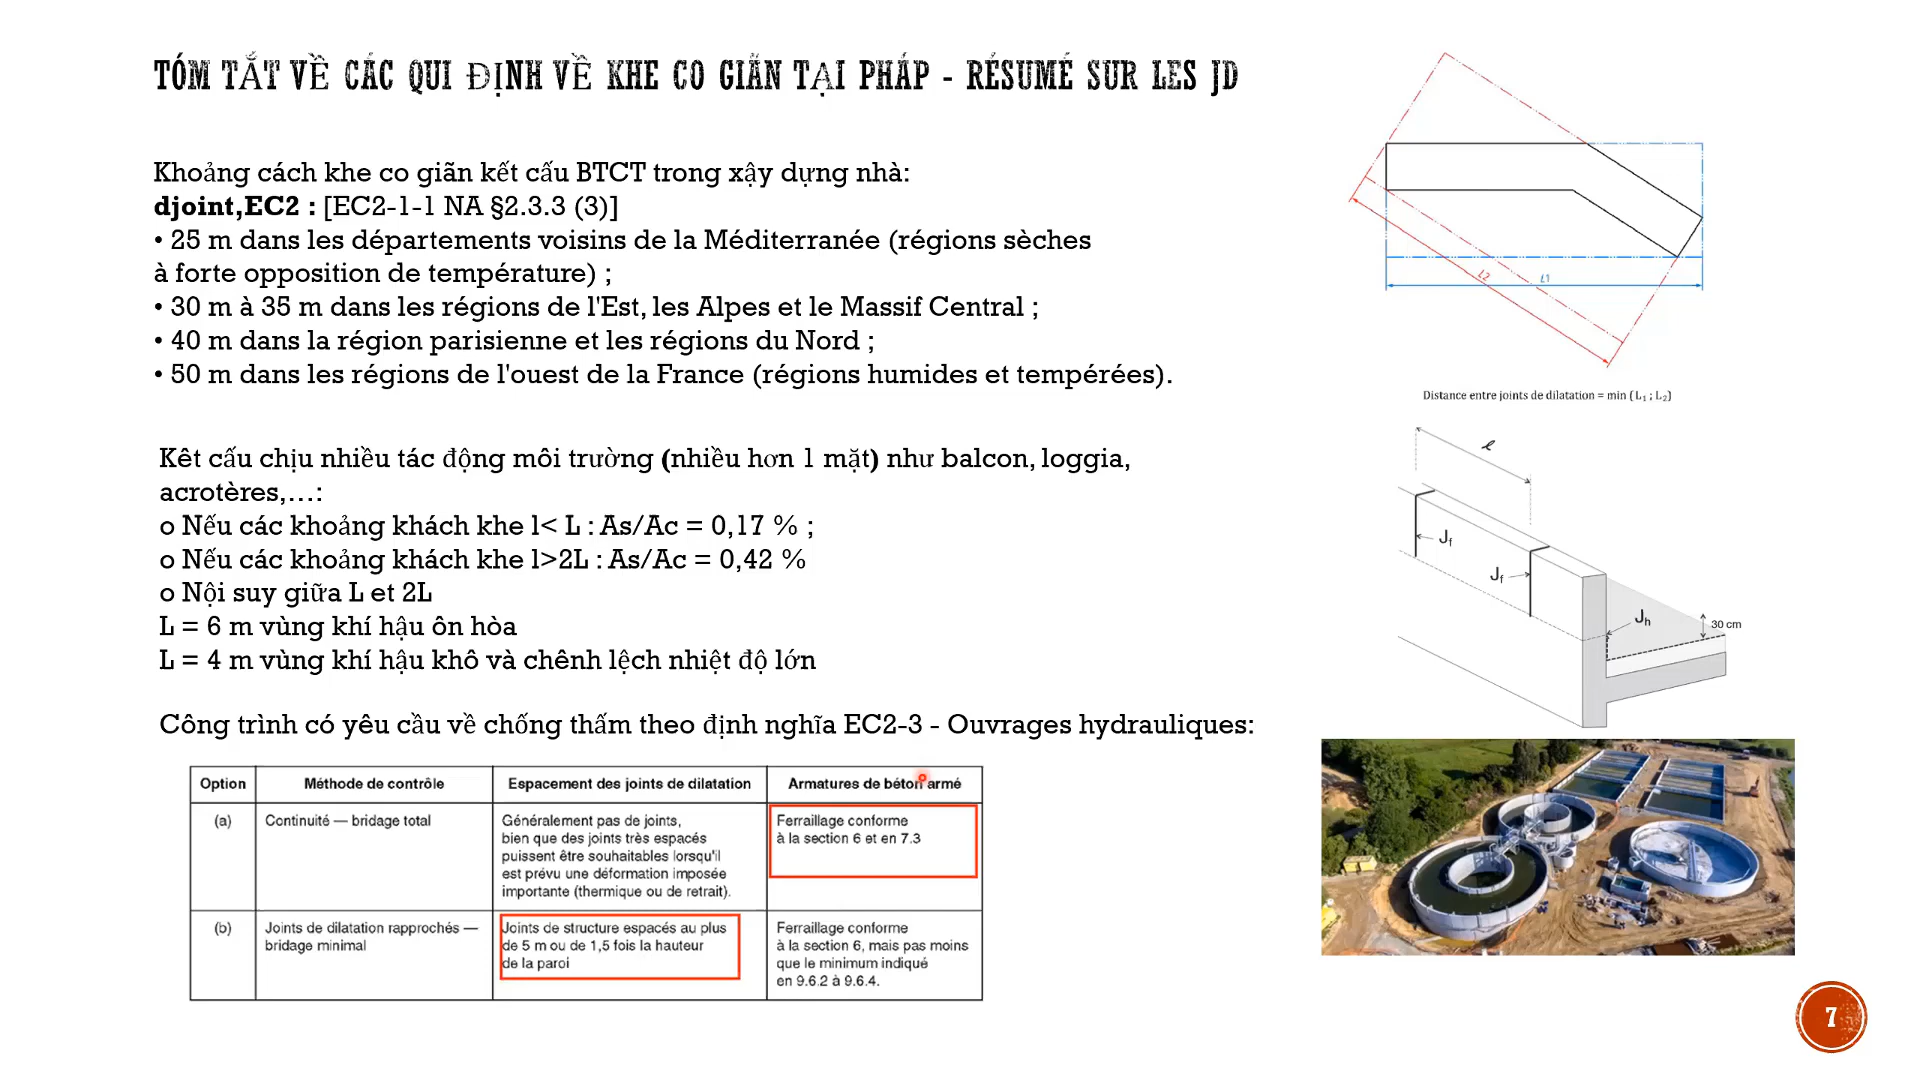 TÓM TẮT VỀ CÁC QUI ĐỊNH VỀ KHE CO GIÃN TẠI PHÁP - RÉSUMÉ SUR LES JD
Khoảng cách khe co giãn kết cấu BTCT trong xậy dựng nhà:
djoint,EC2 : [EC2-1-1 NA §2.3.3 (3)]
• 25 m dans les départements voisins de la Méditerranée (régions sèches
à forte opposition de température) ;
• 30 m à 35 m dans les régions de l'Est, les Alpes et le Massif Central ;
• 40 m dans la région parisienne et les régions du Nord ;
• 50 m dans les régions de l'ouest de la France (régions humides et tempérées).
Kêt cấu chịu nhiều tác động môi trường (nhiều hơn 1 mặt) như balcon, loggia,
acrotères,…:
o Nếu các khoảng khách khe l< L : As/Ac = 0,17 % ;
o Nếu các khoảng khách khe l>2L : As/Ac = 0,42 %
o Nội suy giữa L et 2L
L = 6 m vùng khí hậu ôn hòa
L = 4 m vùng khí hậu khô và chênh lệch nhiệt độ lớn
Công trình có yêu cầu về chống thấm theo định nghĩa EC2-3 - Ouvrages hydrauliques:
Option Méthode de contrôle Espacement des joints de dilatation Armatures de béton armé
(a) Continuité — bridage total
Généralement pas de joints,
bien que des joints très espacés
puissent être souhaitables lorsqu'il
est prévu une déformation imposée
importante (thermique ou de retrait).
Ferraillage conforme
à la section 6 et en 7.3
(b) Joints de dilatation rapprochés —
bridage minimal
Joints de structure espacés au plus
de 5 m ou de 1,5 fois la hauteur
de la paroi
Ferraillage conforme
à la section 6, mais pas moins
que le minimum indiqué
en 9.6.2 à 9.6.4.
L2
L1
Distance entre joints de dilatation = min (L₁ ; L₂)
ℓ
Jf
Jf
Jh
30 cm
7